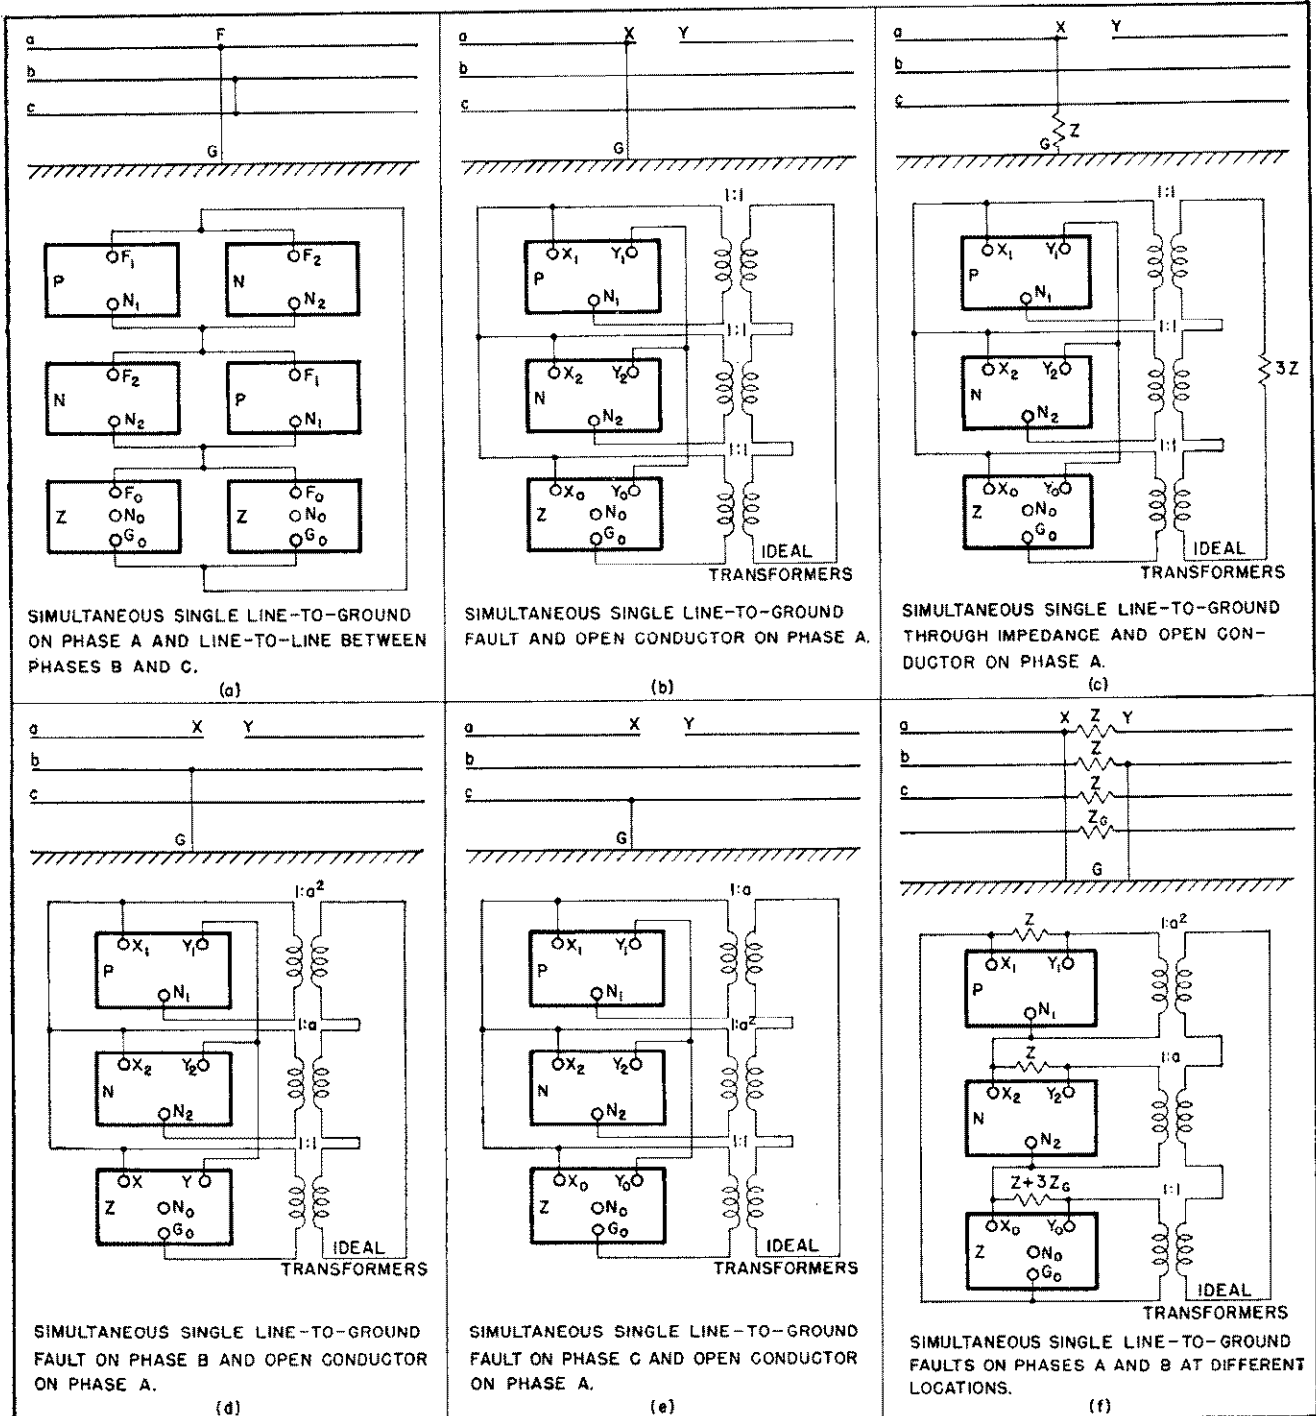 a
F
b
c
G
F₁
P
N₁
F₂
N
N₂
F₂
N
N₂
F₁
P
N₁
F₀
Z
N₀
G₀
F₀
Z
N₀
G₀
SIMULTANEOUS SINGLE LINE-TO-GROUND
ON PHASE A AND LINE-TO-LINE BETWEEN
PHASES B AND C.
(a)
a
X
Y
b
c
G
1:1
X₁
Y₁
P
N₁
1:1
X₂
Y₂
N
N₂
1:1
X₀
Y₀
Z
N₀
G₀
IDEAL
TRANSFORMERS
SIMULTANEOUS SINGLE LINE-TO-GROUND
FAULT AND OPEN CONDUCTOR ON PHASE A.
(b)
a
X
Y
b
c
Z
G
1:1
X₁
Y₁
P
N₁
1:1
X₂
Y₂
3Z
N
N₂
1:1
X₀
Y₀
Z
N₀
G₀
IDEAL
TRANSFORMERS
SIMULTANEOUS SINGLE LINE-TO-GROUND
THROUGH IMPEDANCE AND OPEN CON-
DUCTOR ON PHASE A.
(c)
a
X
Y
b
c
G
1:a²
X₁
Y₁
P
N₁
1:a
X₂
Y₂
N
N₂
1:1
X
Y
Z
N₀
G₀
IDEAL
TRANSFORMERS
SIMULTANEOUS SINGLE LINE-TO-GROUND
FAULT ON PHASE B AND OPEN CONDUCTOR
ON PHASE A.
(d)
a
X
Y
b
c
G
1:a
X₁
Y₁
P
N₁
1:a²
X₂
Y₂
N
N₂
1:1
X₀
Y₀
Z
N₀
G₀
IDEAL
TRANSFORMERS
SIMULTANEOUS SINGLE LINE-TO-GROUND
FAULT ON PHASE C AND OPEN CONDUCTOR
ON PHASE A.
(e)
X
Z
Y
a
Z
b
Z
c
Z_G
G
Z
1:a²
X₁
Y₁
P
N₁
Z
1:a
X₂
Y₂
N
N₂
Z+3Z_G
1:1
X₀
Y₀
Z
N₀
G₀
IDEAL
TRANSFORMERS
SIMULTANEOUS SINGLE LINE-TO-GROUND
FAULTS ON PHASES A AND B AT DIFFERENT
LOCATIONS.
(f)